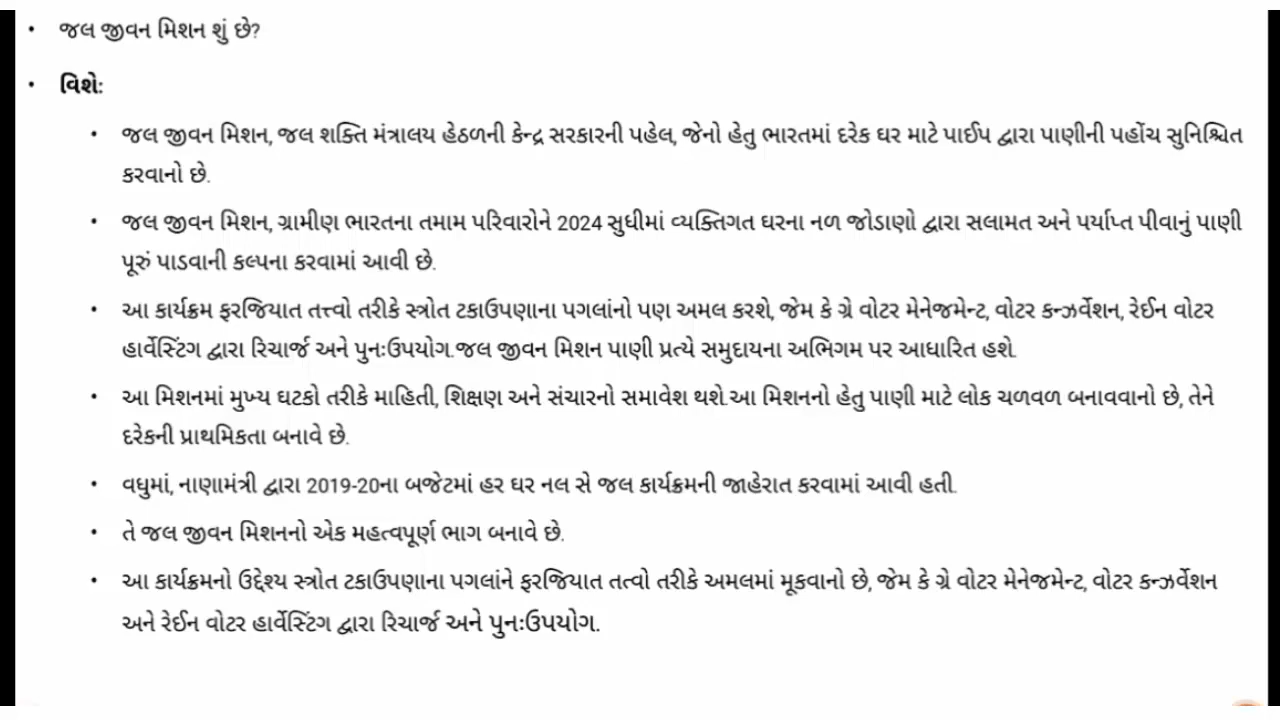 • જલ જીવન મિશન શું છે?
• વિશે:
• જલ જીવન મિશન, જલ શક્તિ મંત્રાલય હેઠળની કેન્દ્ર સરકારની પહેલ, જેનો હેતુ ભારતમાં દરેક ઘર માટે પાઈપ દ્વારા પાણીની પહોંચ સુનિશ્ચિત
કરવાનો છે.
• જલ જીવન મિશન, ગ્રામીણ ભારતના તમામ પરિવારોને 2024 સુધીમાં વ્યક્તિગત ઘરના નળ જોડાણો દ્વારા સલામત અને પર્યાપ્ત પીવાનું પાણી
પૂરું પાડવાની કલ્પના કરવામાં આવી છે.
• આ કાર્યક્રમ ફરજિયાત તત્ત્વો તરીકે સ્ત્રોત ટકાઉપણાના પગલાંનો પણ અમલ કરશે, જેમ કે ગ્રે વોટર મેનેજમેન્ટ, વોટર કન્ઝર્વેશન, રેઈન વોટર
હાર્વેસ્ટિંગ દ્વારા રિચાર્જ અને પુનઃઉપયોગ.જલ જીવન મિશન પાણી પ્રત્યે સમુદાયના અભિગમ પર આધારિત હશે.
• આ મિશનમાં મુખ્ય ઘટકો તરીકે માહિતી, શિક્ષણ અને સંચારનો સમાવેશ થશે.આ મિશનનો હેતુ પાણી માટે લોક ચળવળ બનાવવાનો છે, તેને
દરેકની પ્રાથમિકતા બનાવે છે.
• વધુમાં, નાણામંત્રી દ્વારા 2019-20ના બજેટમાં હર ઘર નલ સે જલ કાર્યક્રમની જાહેરાત કરવામાં આવી હતી.
• તે જલ જીવન મિશનનો એક મહત્વપૂર્ણ ભાગ બનાવે છે.
• આ કાર્યક્રમનો ઉદ્દેશ્ય સ્ત્રોત ટકાઉપણાના પગલાંને ફરજિયાત તત્વો તરીકે અમલમાં મૂકવાનો છે, જેમ કે ગ્રે વોટર મેનેજમેન્ટ, વોટર કન્ઝર્વેશન
અને રેઈન વોટર હાર્વેસ્ટિંગ દ્વારા રિચાર્જ અને પુનઃઉપયોગ.